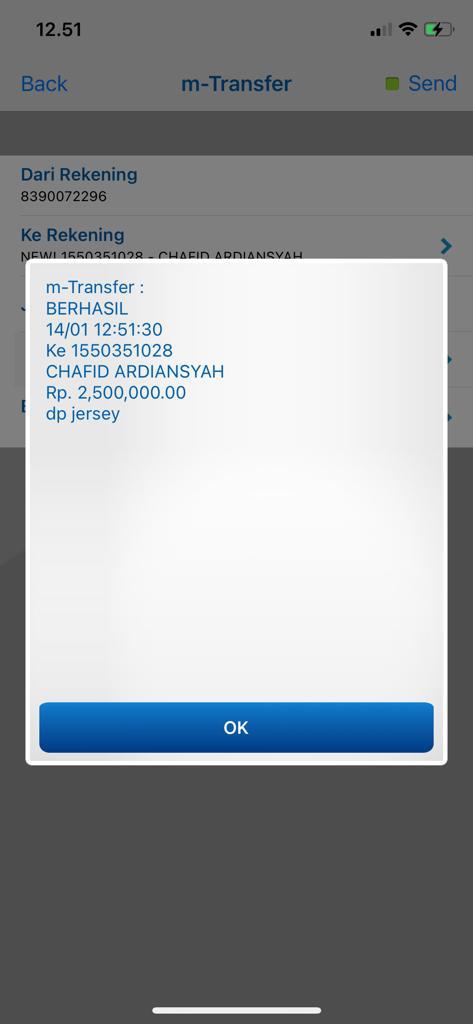 12.51
Back m-Transfer Send
Dari Rekening
8390072296
Ke Rekening
NEW! 1550351028 - CHAFID ARDIANSYAH
m-Transfer :
BERHASIL
14/01 12:51:30
Ke 1550351028
CHAFID ARDIANSYAH
Rp. 2,500,000.00
dp jersey
OK